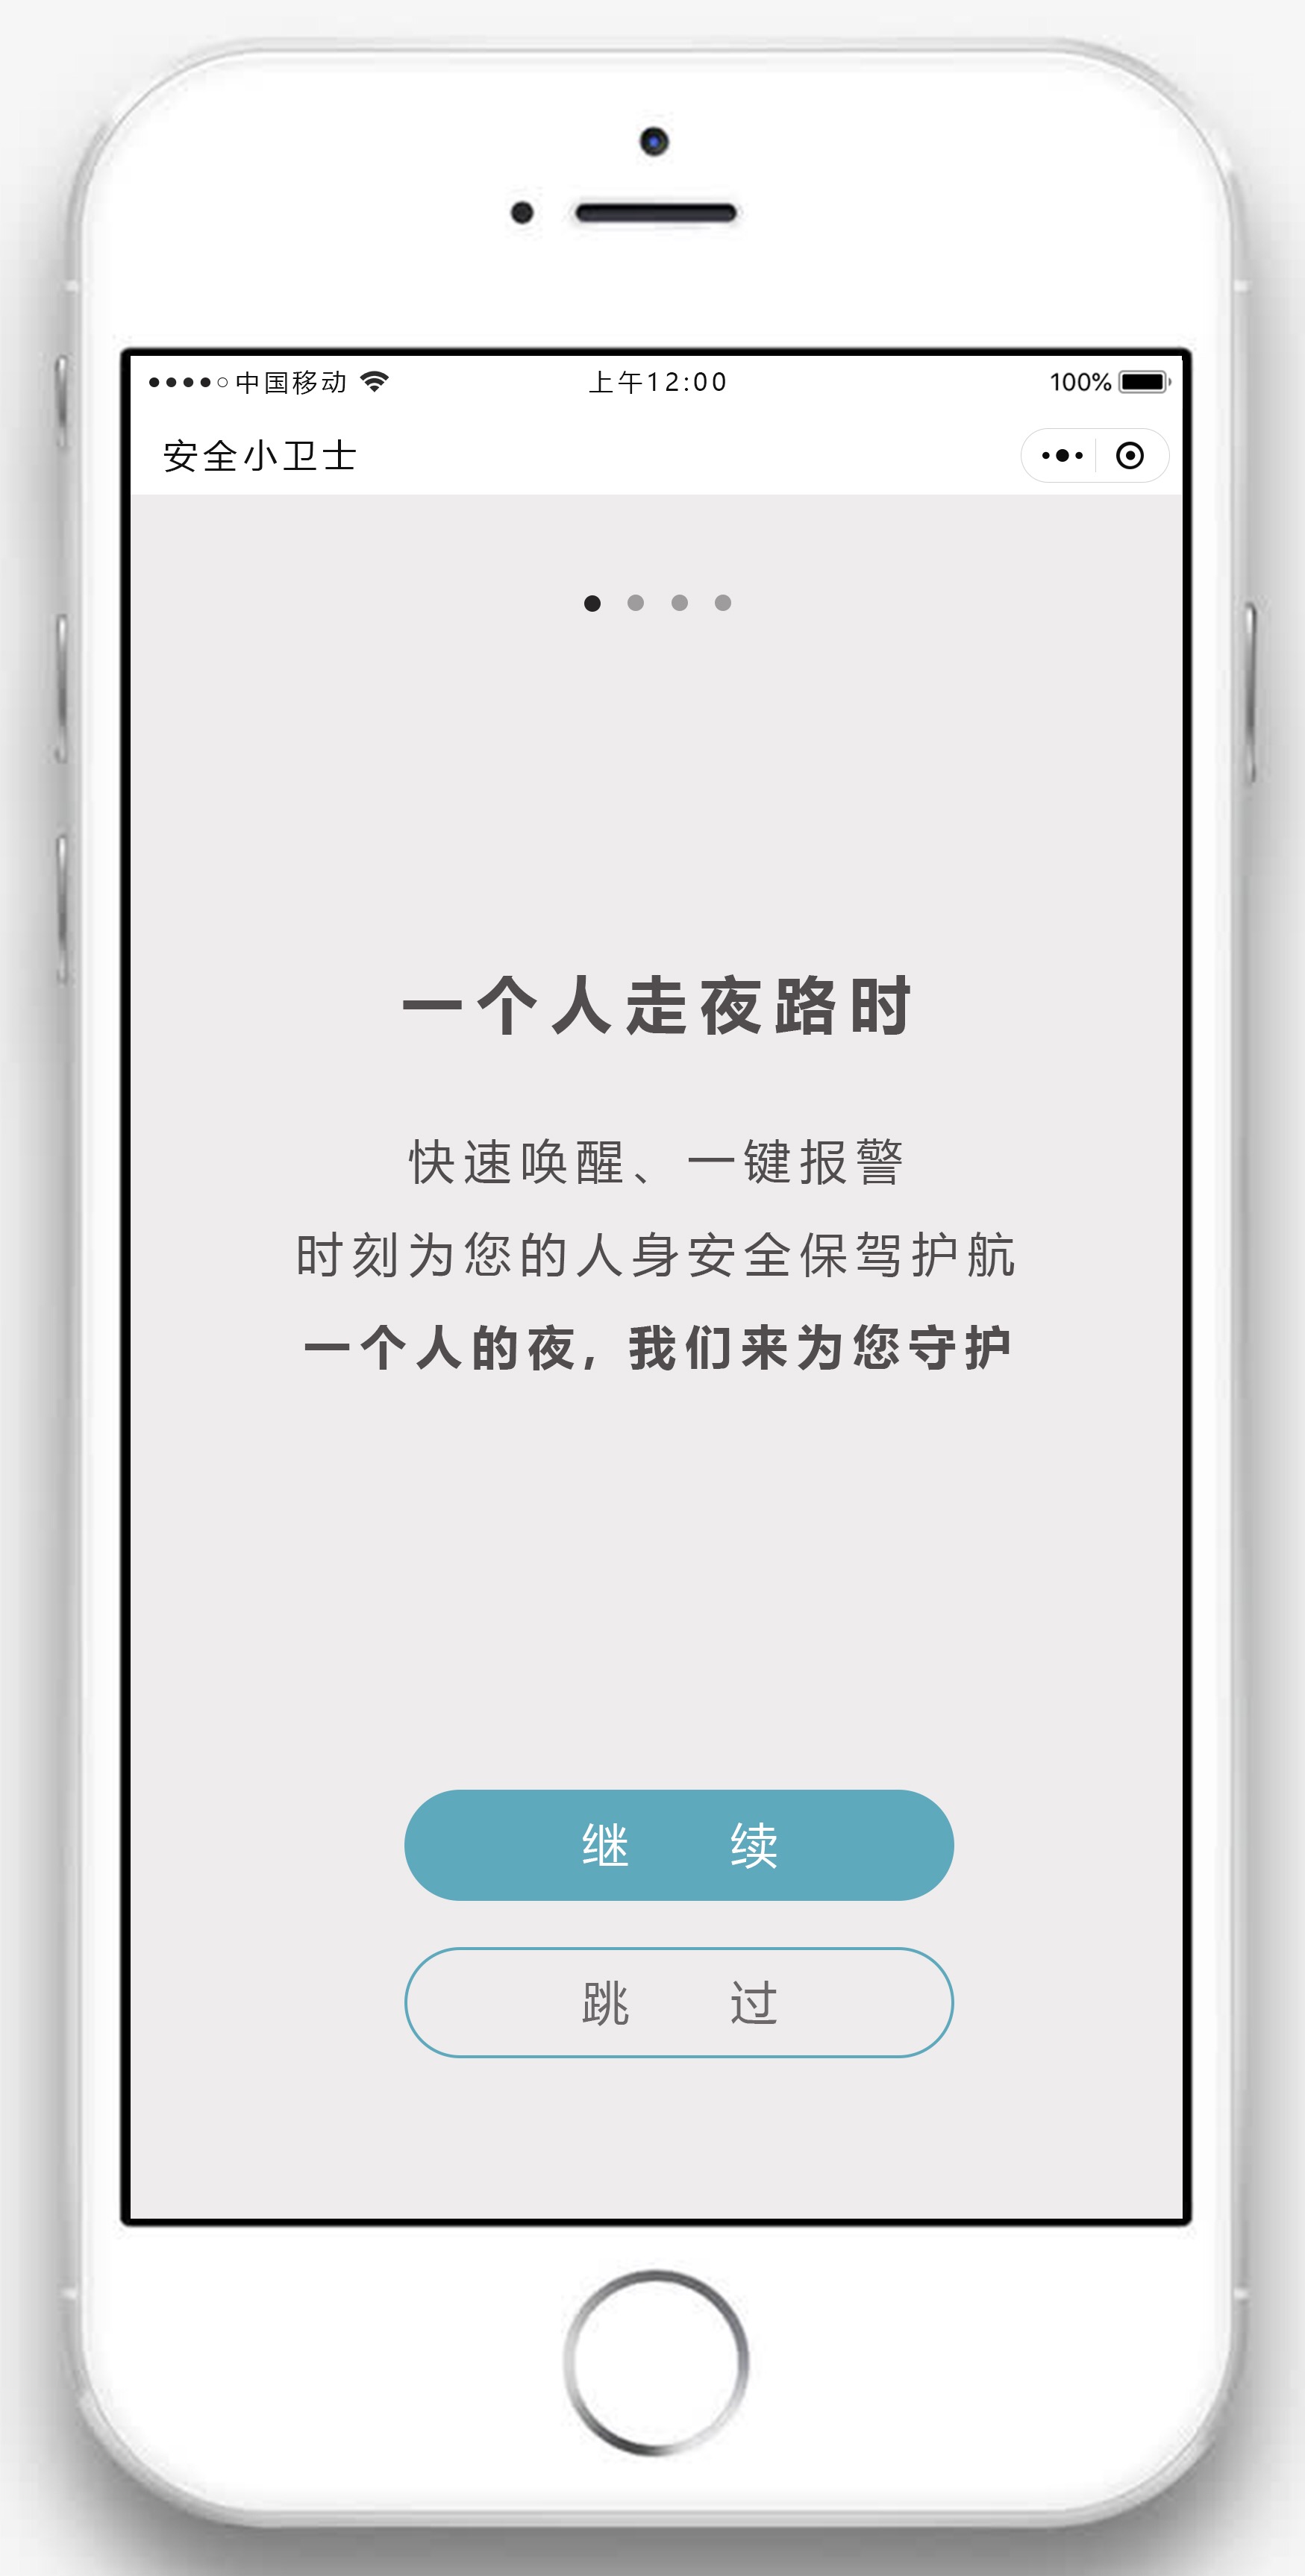 中国移动 上午12:00 100%
安全小卫士
一个人走夜路时
快速唤醒、一键报警
时刻为您的人身安全保驾护航
一个人的夜，我们来为您守护
继 续
跳 过